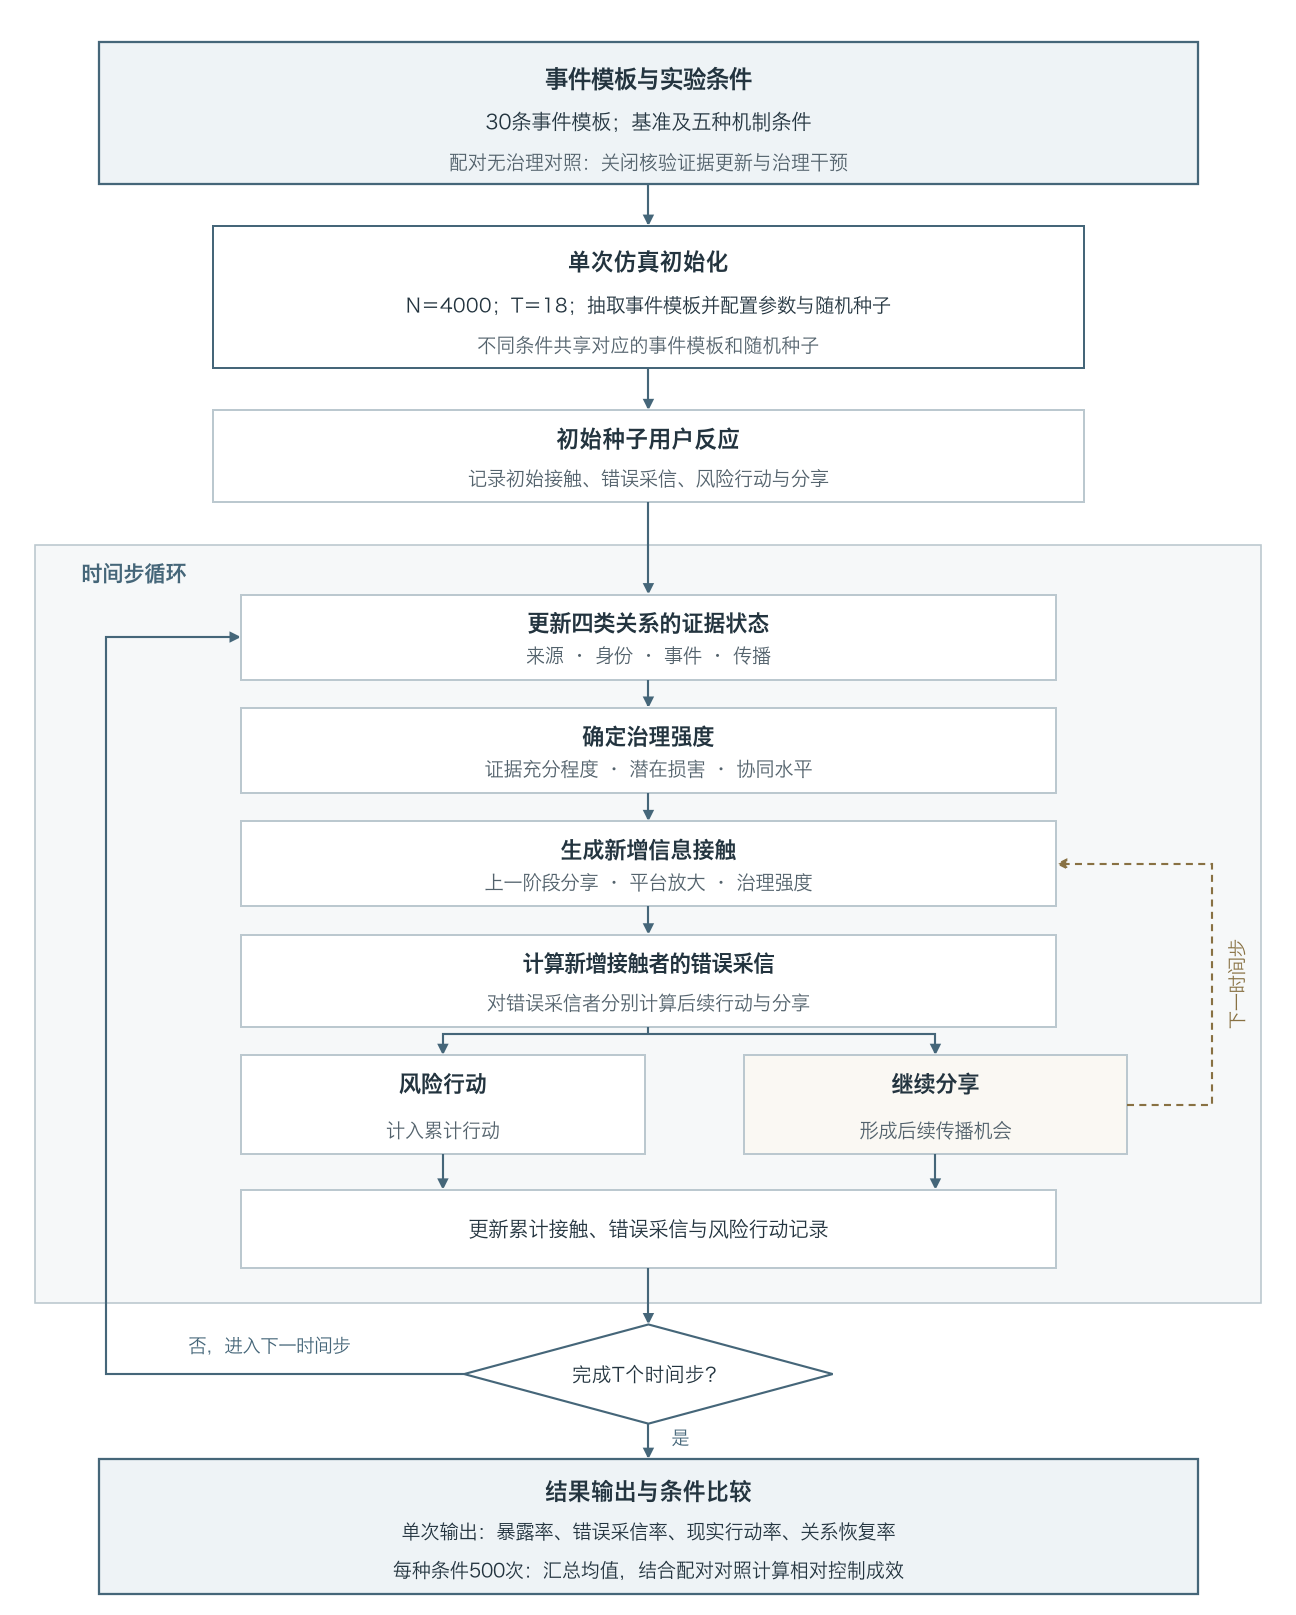 事件模板与实验条件
30条事件模板；基准及五种机制条件
配对无治理对照：关闭核验证据更新与治理干预
单次仿真初始化
N＝4000；T＝18；抽取事件模板并配置参数与随机种子
不同条件共享对应的事件模板和随机种子
初始种子用户反应
记录初始接触、错误采信、风险行动与分享
时间步循环
更新四类关系的证据状态
来源 · 身份 · 事件 · 传播
确定治理强度
证据充分程度 · 潜在损害 · 协同水平
生成新增信息接触
上一阶段分享 · 平台放大 · 治理强度
计算新增接触者的错误采信
对错误采信者分别计算后续行动与分享
下一时间步
风险行动
计入累计行动
继续分享
形成后续传播机会
更新累计接触、错误采信与风险行动记录
否，进入下一时间步
完成T个时间步？
是
结果输出与条件比较
单次输出：暴露率、错误采信率、现实行动率、关系恢复率
每种条件500次：汇总均值，结合配对对照计算相对控制成效